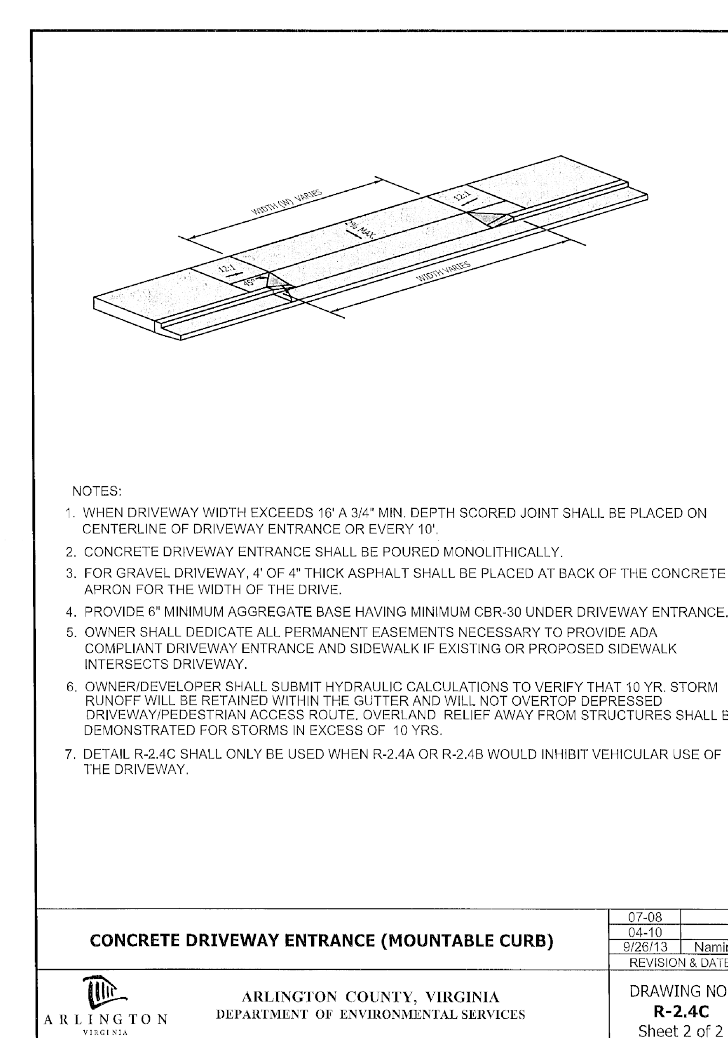 WIDTH (W) VARIES
12:1
2% MAX.
12:1
45°
WIDTH VARIES
NOTES:
1. WHEN DRIVEWAY WIDTH EXCEEDS 16' A 3/4" MIN. DEPTH SCORED JOINT SHALL BE PLACED ON
CENTERLINE OF DRIVEWAY ENTRANCE OR EVERY 10'.
2. CONCRETE DRIVEWAY ENTRANCE SHALL BE POURED MONOLITHICALLY.
3. FOR GRAVEL DRIVEWAY, 4' OF 4" THICK ASPHALT SHALL BE PLACED AT BACK OF THE CONCRETE
APRON FOR THE WIDTH OF THE DRIVE.
4. PROVIDE 6" MINIMUM AGGREGATE BASE HAVING MINIMUM CBR-30 UNDER DRIVEWAY ENTRANCE.
5. OWNER SHALL DEDICATE ALL PERMANENT EASEMENTS NECESSARY TO PROVIDE ADA
COMPLIANT DRIVEWAY ENTRANCE AND SIDEWALK IF EXISTING OR PROPOSED SIDEWALK
INTERSECTS DRIVEWAY.
6. OWNER/DEVELOPER SHALL SUBMIT HYDRAULIC CALCULATIONS TO VERIFY THAT 10 YR. STORM
RUNOFF WILL BE RETAINED WITHIN THE GUTTER AND WILL NOT OVERTOP DEPRESSED
DRIVEWAY/PEDESTRIAN ACCESS ROUTE. OVERLAND RELIEF AWAY FROM STRUCTURES SHALL B
DEMONSTRATED FOR STORMS IN EXCESS OF 10 YRS.
7. DETAIL R-2.4C SHALL ONLY BE USED WHEN R-2.4A OR R-2.4B WOULD INHIBIT VEHICULAR USE OF
THE DRIVEWAY.
CONCRETE DRIVEWAY ENTRANCE (MOUNTABLE CURB)
07-08
04-10
9/26/13 Namin
REVISION & DATE
ARLINGTON
VIRGINIA
ARLINGTON COUNTY, VIRGINIA
DEPARTMENT OF ENVIRONMENTAL SERVICES
DRAWING NO
R-2.4C
Sheet 2 of 2